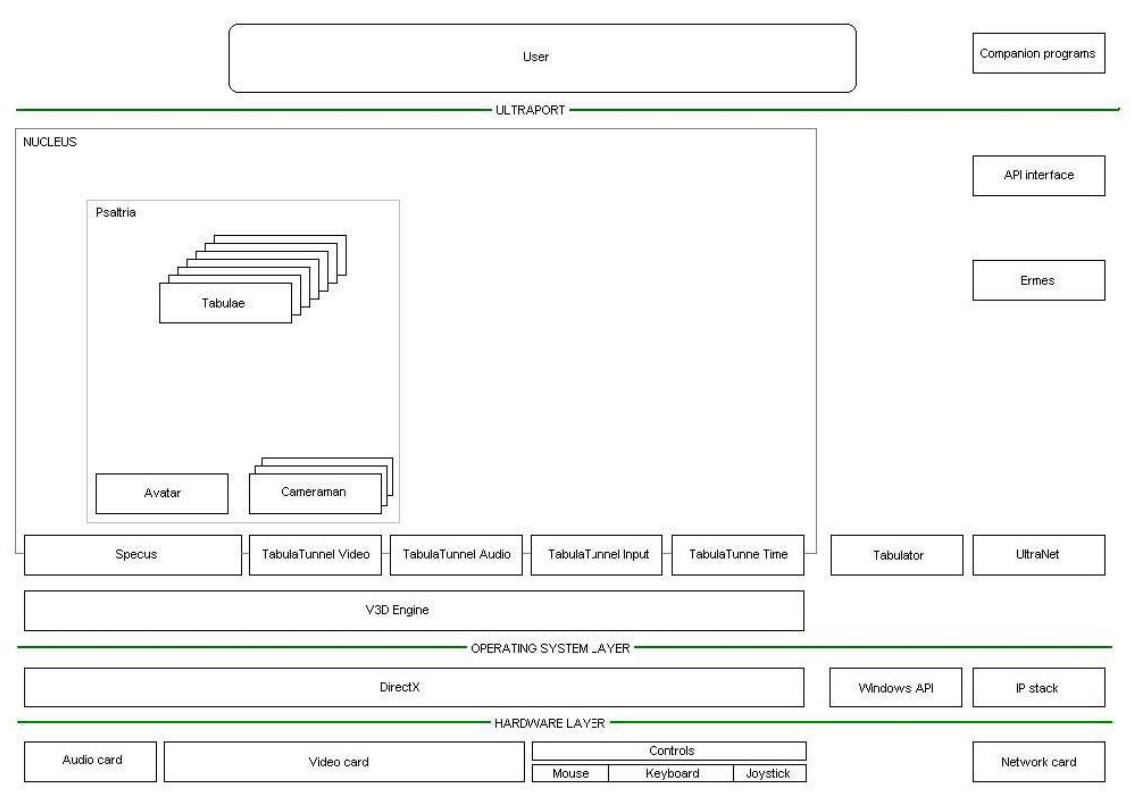 User
Companion programs
ULTRAPORT
NUCLEUS
API interface
Psaltria
Ermes
Tabulae
Avatar
Cameraman
Specus
TabulaTunnel Video
TabulaTunnel Audio
TabulaTunnel Input
TabulaTunne Time
Tabulator
UltraNet
V3D Engine
OPERATING SYSTEM LAYER
DirectX
Windows API
IP stack
HARDWARE LAYER
Audio card
Video card
Controls
Mouse
Keyboard
Joystick
Network card